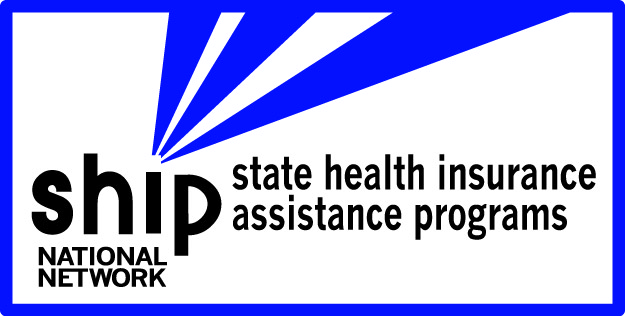 ship
NATIONAL
NETWORK
state health insurance
assistance programs